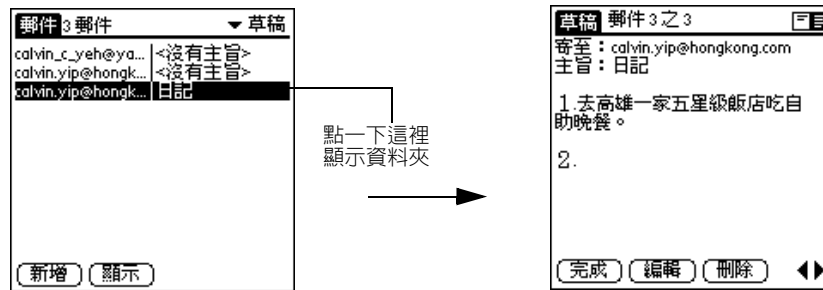 郵件 3 郵件 草稿
calvin_c_yeh@ya... <沒有主旨>
calvin.yip@hongk... <沒有主旨>
calvin.yip@hongk... 日記
新增 顯示
點一下這裡
顯示資料夾
草稿 郵件 3 之 3
寄至：calvin.yip@hongkong.com
主旨：日記
1.去高雄一家五星級飯店吃自
助晚餐。
2.
完成 編輯 刪除